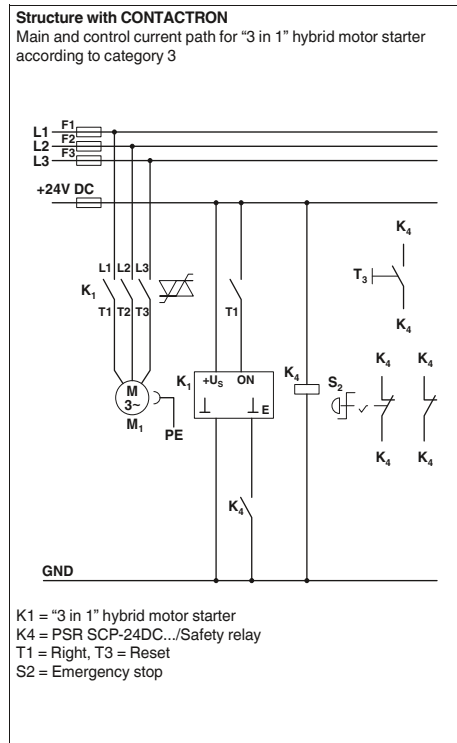 Structure with CONTACTRON
Main and control current path for “3 in 1” hybrid motor starter
according to category 3
F1
L1
F2
L2
F3
L3
+24V DC
K4
L1 L2 L3
K1
T3
T1 T2 T3
T1
K4
K1
+US ON
K4
S2
K4 K4
M
3~
E
M1
PE
K4 K4
K4
GND
K1 = “3 in 1” hybrid motor starter
K4 = PSR SCP-24DC.../Safety relay
T1 = Right, T3 = Reset
S2 = Emergency stop